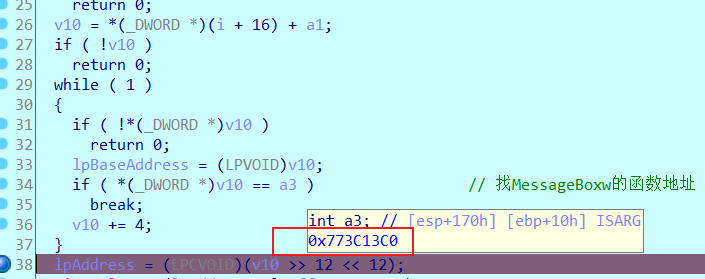 25 return 0;
26 v10 = *(_DWORD *)(i + 16) + a1;
27 if ( !v10 )
28 return 0;
29 while ( 1 )
30 {
31 if ( !*(_DWORD *)v10 )
32 return 0;
33 lpBaseAddress = (LPVOID)v10;
34 if ( *(_DWORD *)v10 == a3 ) // 找MessageBoxw的函数地址
35 break;
36 v10 += 4;
int a3; // [esp+170h] [ebp+10h] ISARG
37 }
0x773C13C0
38 lpAddress = (LPCVOID)(v10 >> 12 << 12);